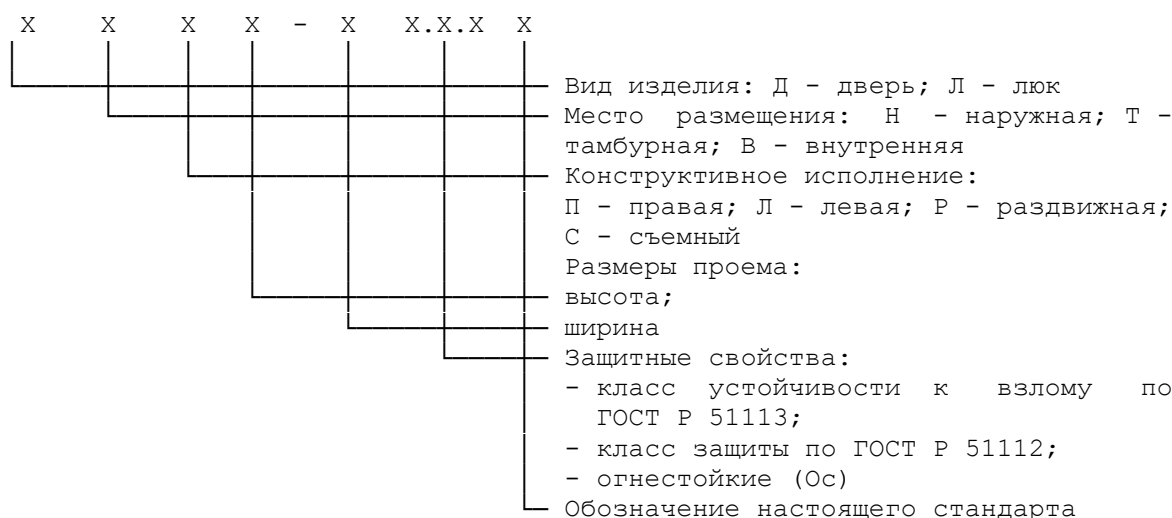 X X X X - X X.X.X X
Вид изделия: Д - дверь; Л - люк
Место размещения: Н - наружная; Т -
тамбурная; В - внутренняя
Конструктивное исполнение:
П - правая; Л - левая; Р - раздвижная;
С - съемный
Размеры проема:
высота;
ширина
Защитные свойства:
- класс устойчивости к взлому по
ГОСТ Р 51113;
- класс защиты по ГОСТ Р 51112;
- огнестойкие (Ос)
Обозначение настоящего стандарта